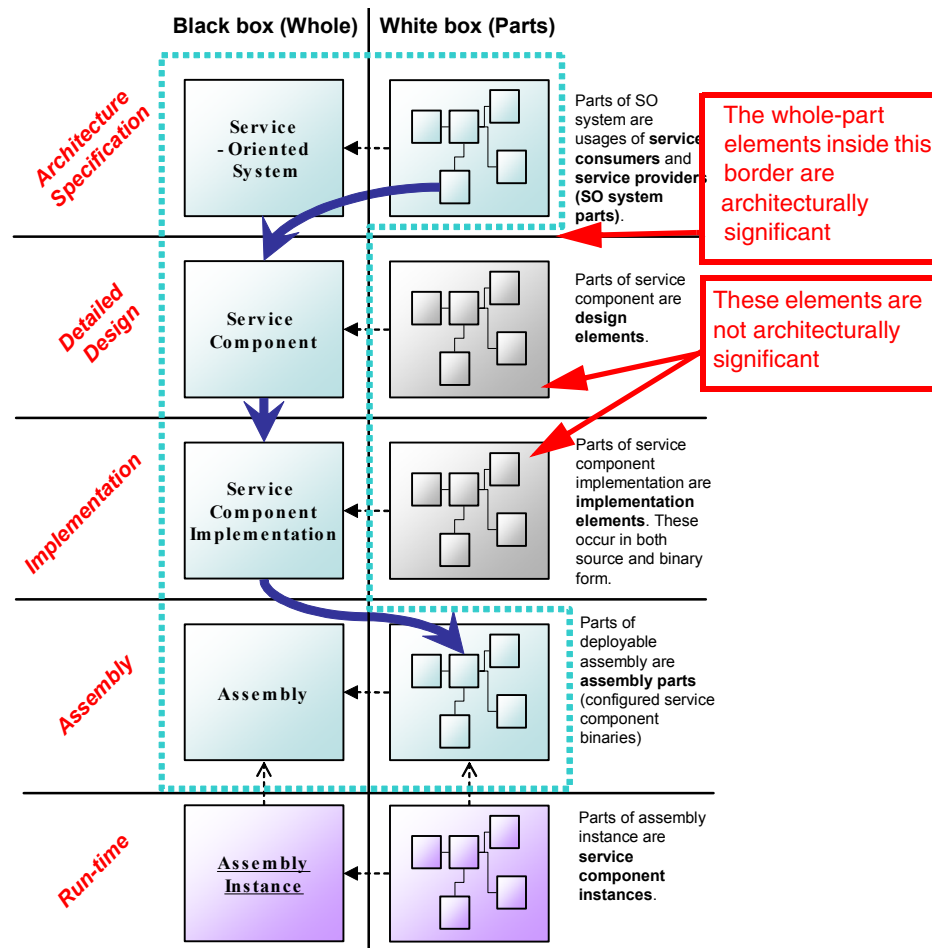 Black box (Whole)
White box (Parts)
Architecture
Specification
Service
- Oriented
System
Parts of SO
system are
usages of service
consumers and
service providers
(SO system
parts).
The whole-part
elements inside this
border are
architecturally
significant
Detailed
Design
Service
Component
Parts of service
component are
design
elements.
These elements are
not architecturally
significant
Implementation
Service
Component
Implementation
Parts of service
component
implementation are
implementation
elements. These
occur in both
source and binary
form.
Assembly
Assembly
Parts of
deployable
assembly are
assembly parts
(configured service
component
binaries)
Run-time
Assembly
Instance
Parts of assembly
instance are
service
component
instances.